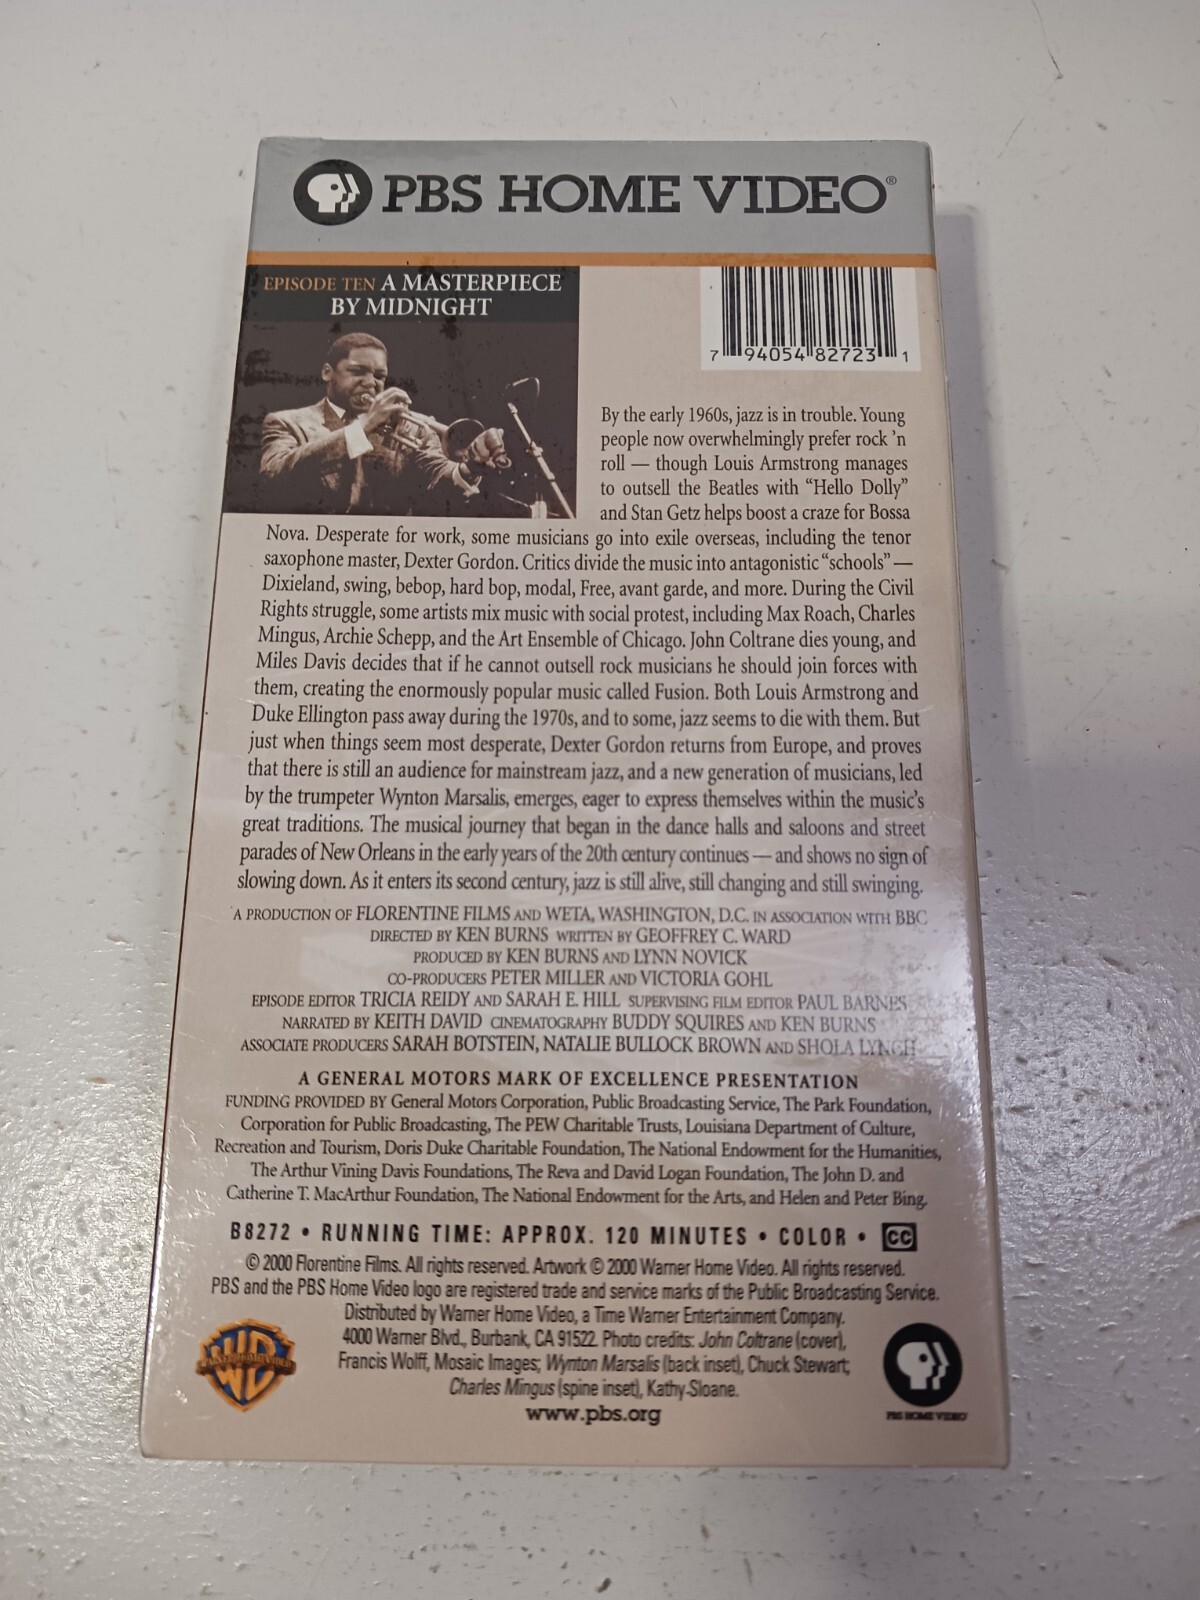 PBS HOME VIDEO®
EPISODE TEN A MASTERPIECE
BY MIDNIGHT
7 94054 82723 1
By the early 1960s, jazz is in trouble. Young
people now overwhelmingly prefer rock 'n
roll — though Louis Armstrong manages
to outsell the Beatles with "Hello Dolly"
and Stan Getz helps boost a craze for Bossa
Nova. Desperate for work, some musicians go into exile overseas, including the tenor
saxophone master, Dexter Gordon. Critics divide the music into antagonistic "schools" —
Dixieland, swing, bebop, hard bop, modal, Free, avant garde, and more. During the Civil
Rights struggle, some artists mix music with social protest, including Max Roach, Charles
Mingus, Archie Schepp, and the Art Ensemble of Chicago. John Coltrane dies young, and
Miles Davis decides that if he cannot outsell rock musicians he should join forces with
them, creating the enormously popular music called Fusion. Both Louis Armstrong and
Duke Ellington pass away during the 1970s, and to some, jazz seems to die with them. But
just when things seem most desperate, Dexter Gordon returns from Europe, and proves
that there is still an audience for mainstream jazz, and a new generation of musicians, led
by the trumpeter Wynton Marsalis, emerges, eager to express themselves within the music's
great traditions. The musical journey that began in the dance halls and saloons and street
parades of New Orleans in the early years of the 20th century continues — and shows no sign of
slowing down. As it enters its second century, jazz is still alive, still changing and still swinging.
A PRODUCTION OF FLORENTINE FILMS AND WETA, WASHINGTON, D.C. IN ASSOCIATION WITH BBC
DIRECTED BY KEN BURNS WRITTEN BY GEOFFREY C. WARD
PRODUCED BY KEN BURNS AND LYNN NOVICK
CO-PRODUCERS PETER MILLER AND VICTORIA GOHL
EPISODE EDITOR TRICIA REIDY AND SARAH E. HILL SUPERVISING FILM EDITOR PAUL BARNES
NARRATED BY KEITH DAVID CINEMATOGRAPHY BUDDY SQUIRES AND KEN BURNS
ASSOCIATE PRODUCERS SARAH BOTSTEIN, NATALIE BULLOCK BROWN AND SHOLA LYNCH
A GENERAL MOTORS MARK OF EXCELLENCE PRESENTATION
FUNDING PROVIDED BY General Motors Corporation, Public Broadcasting Service, The Park Foundation,
Corporation for Public Broadcasting, The PEW Charitable Trusts, Louisiana Department of Culture,
Recreation and Tourism, Doris Duke Charitable Foundation, The National Endowment for the Humanities,
The Arthur Vining Davis Foundations, The Reva and David Logan Foundation, The John D. and
Catherine T. MacArthur Foundation, The National Endowment for the Arts, and Helen and Peter Bing.
B8272 • RUNNING TIME: APPROX. 120 MINUTES • COLOR • CC
© 2000 Florentine Films. All rights reserved. Artwork © 2000 Warner Home Video. All rights reserved.
PBS and the PBS Home Video logo are registered trade and service marks of the Public Broadcasting Service.
Distributed by Warner Home Video, a Time Warner Entertainment Company.
4000 Warner Blvd., Burbank, CA 91522. Photo credits: John Coltrane (cover),
Francis Wolff, Mosaic Images; Wynton Marsalis (back inset), Chuck Stewart;
Charles Mingus (spine inset), Kathy Sloane.
www.pbs.org
WB
WARNER HOME VIDEO
PBS HOME VIDEO